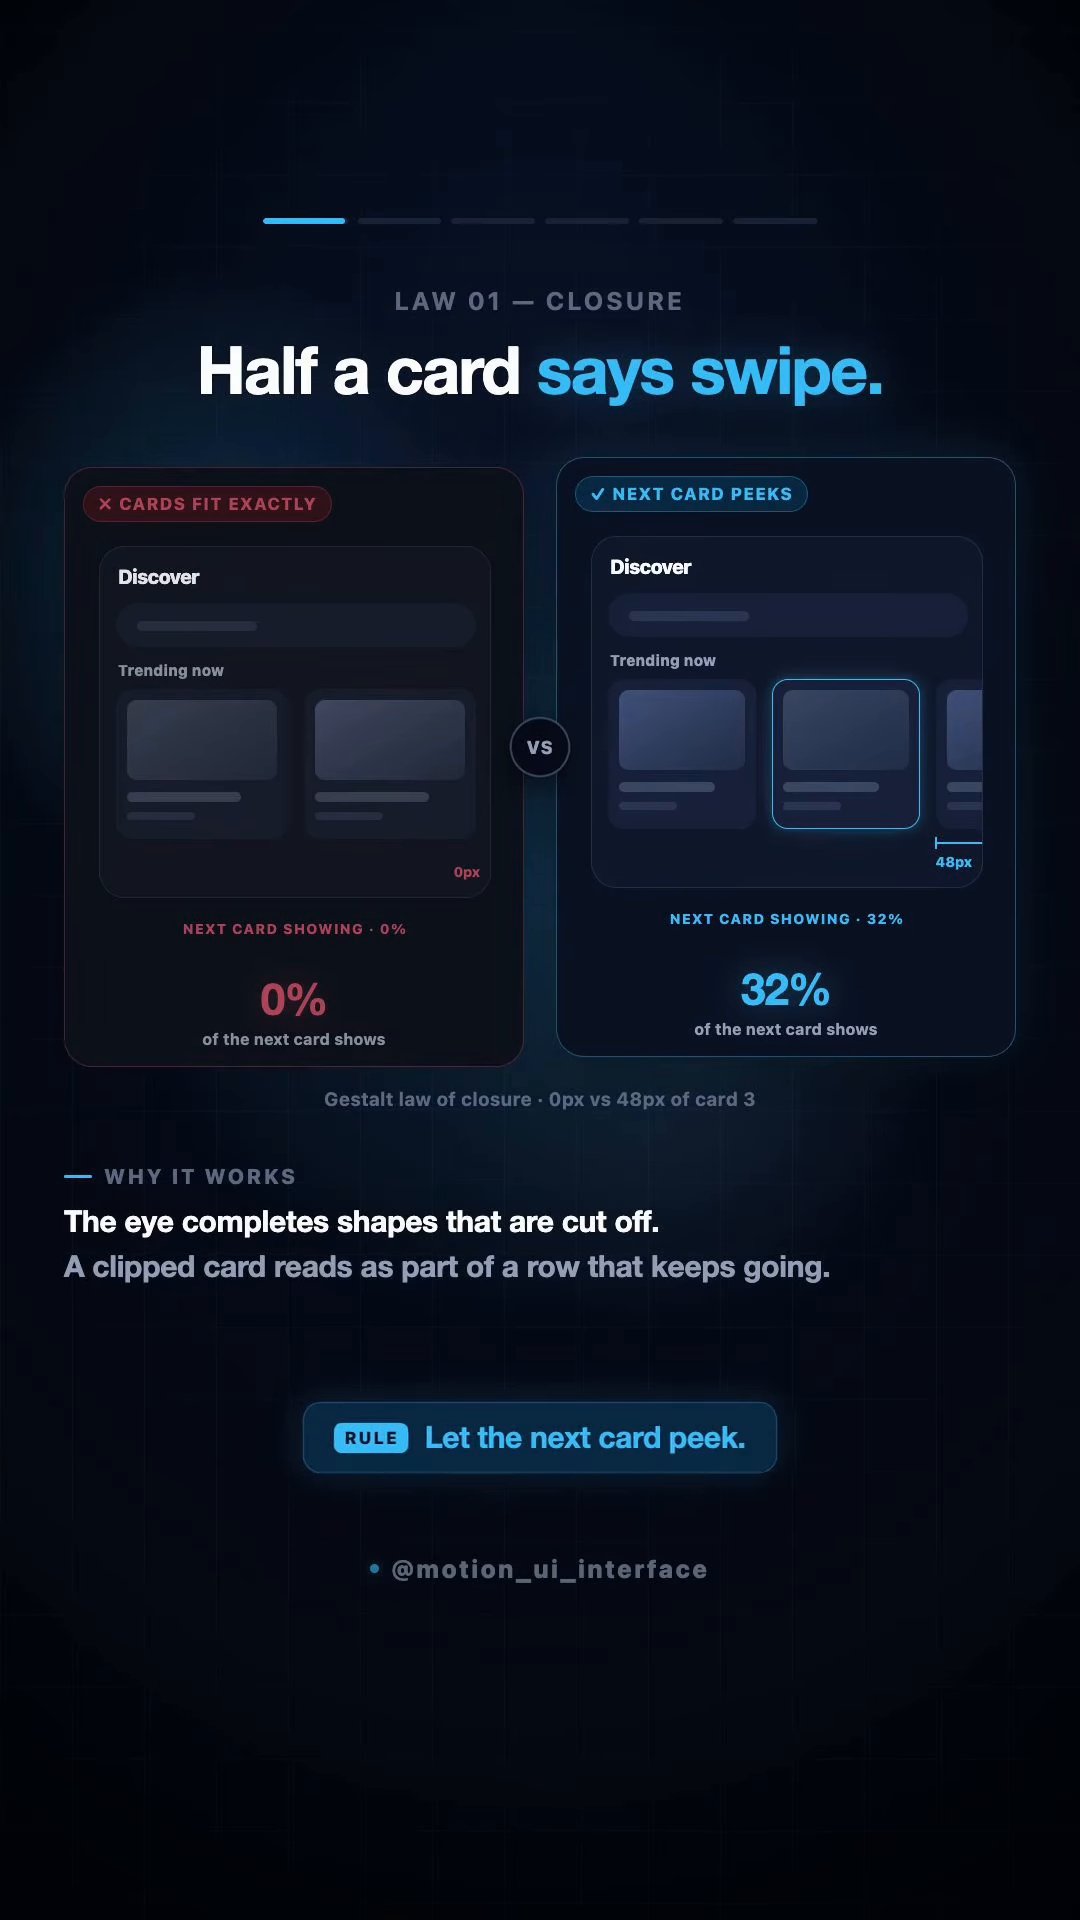 LAW 01 — CLOSURE
Half a card says swipe.
✕ CARDS FIT EXACTLY
Discover
Trending now
0px
NEXT CARD SHOWING · 0%
0%
of the next card shows
VS
✓ NEXT CARD PEEKS
Discover
Trending now
48px
NEXT CARD SHOWING · 32%
32%
of the next card shows
Gestalt law of closure · 0px vs 48px of card 3
WHY IT WORKS
The eye completes shapes that are cut off.
A clipped card reads as part of a row that keeps going.
RULE Let the next card peek.
@motion_ui_interface